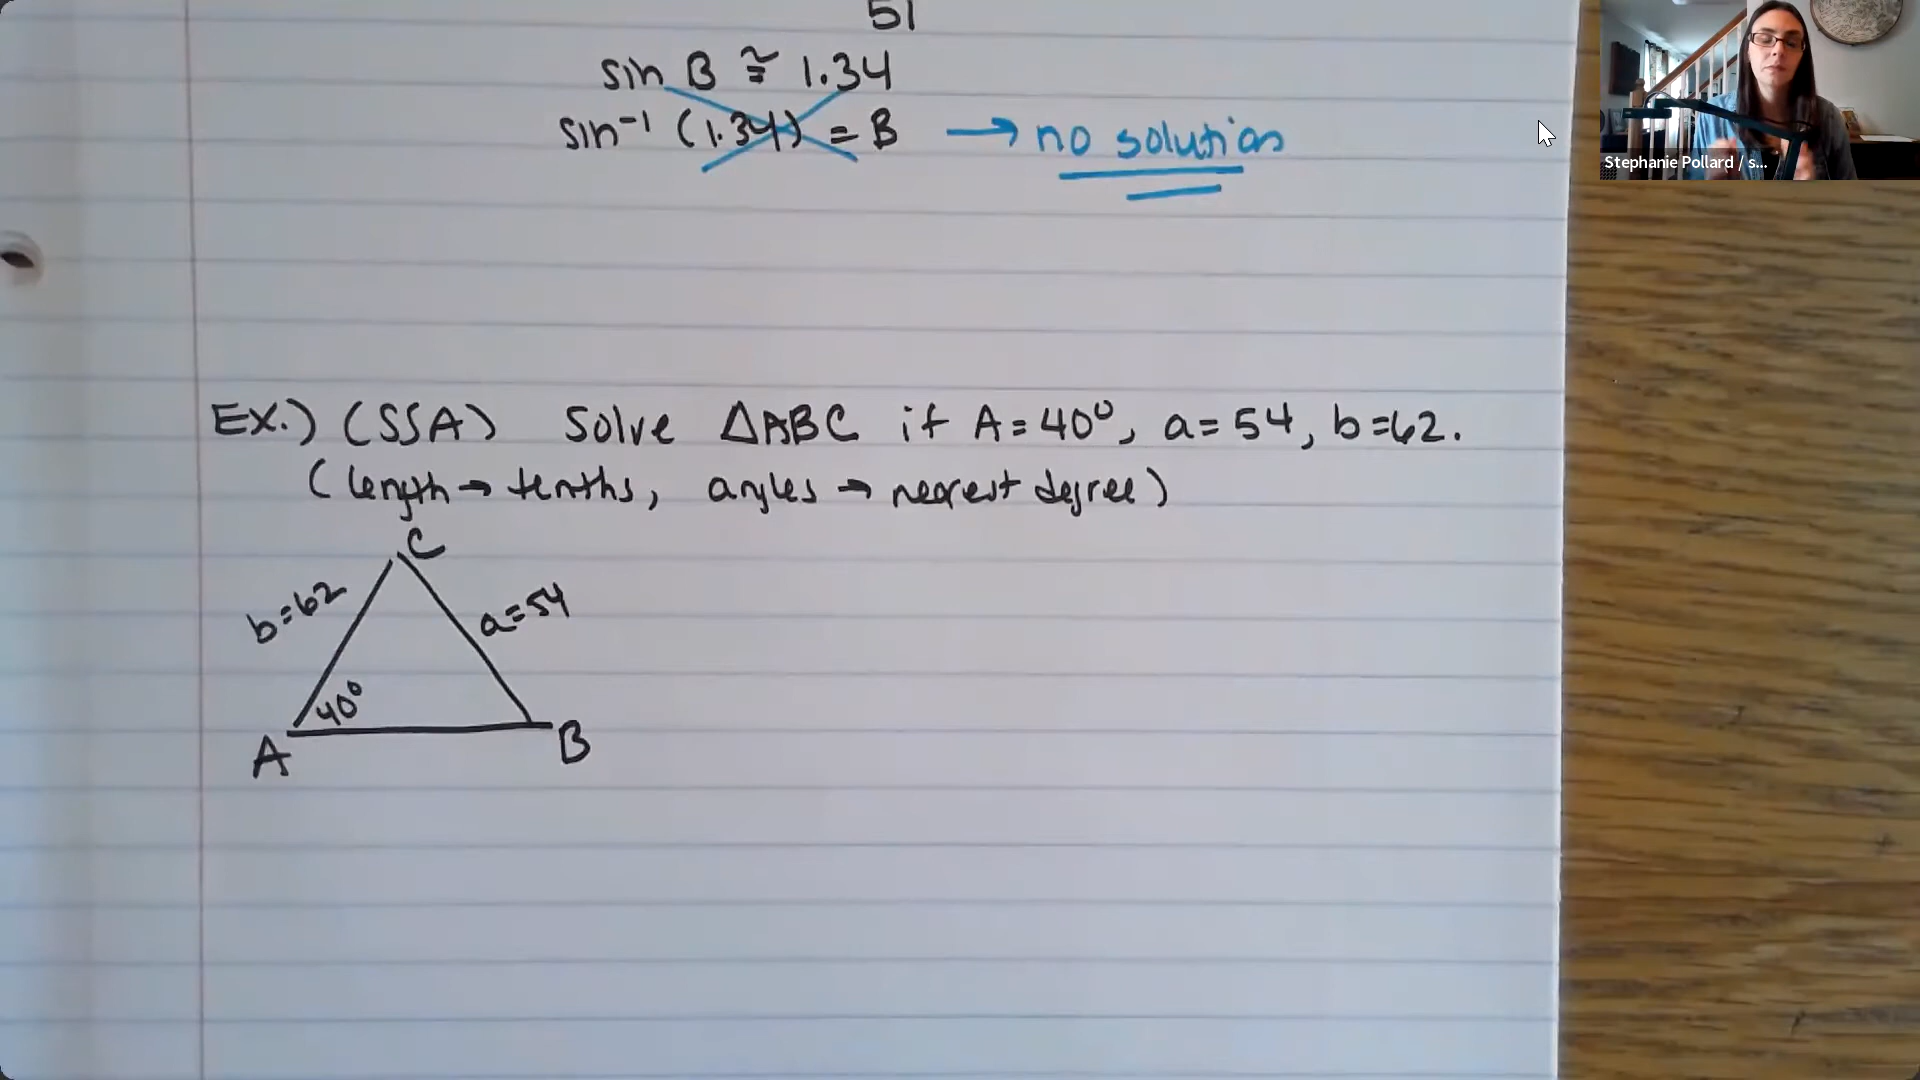 51
sin B ≅ 1.34
sin⁻¹ (1.34) = B → no solution
Stephanie Pollard / s...
EX.) (SSA) Solve △ABC if A = 40°, a = 54, b = 62.
(length → tenths, angles → nearest degree)
C
b = 62
a = 54
40°
A
B